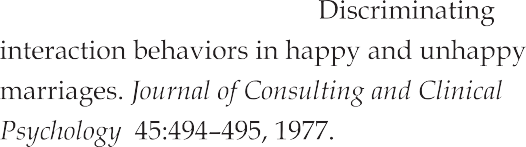 Discriminating
interaction behaviors in happy and unhappy
marriages. Journal of Consulting and Clinical
Psychology 45:494–495, 1977.